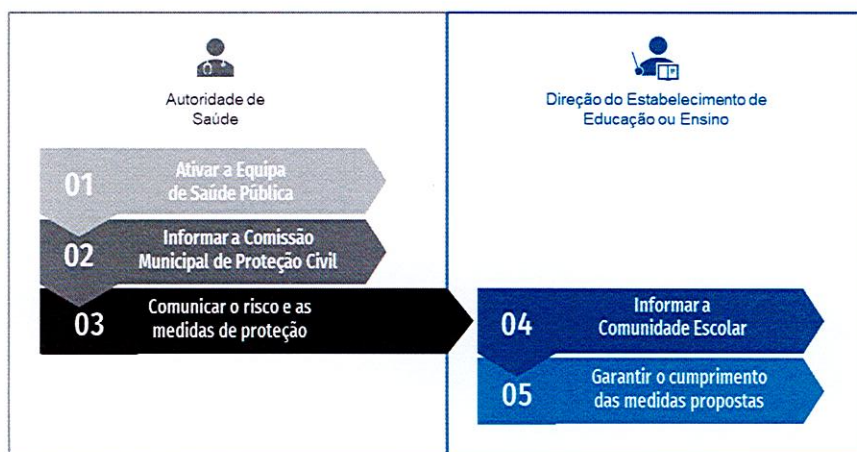 Autoridade de
Saúde
Direção do Estabelecimento de
Educação ou Ensino
01
Ativar a Equipa
de Saúde Pública
02
Informar a Comissão
Municipal de Proteção Civil
03
Comunicar o risco e as
medidas de proteção
04
Informar a
Comunidade Escolar
05
Garantir o cumprimento
das medidas propostas